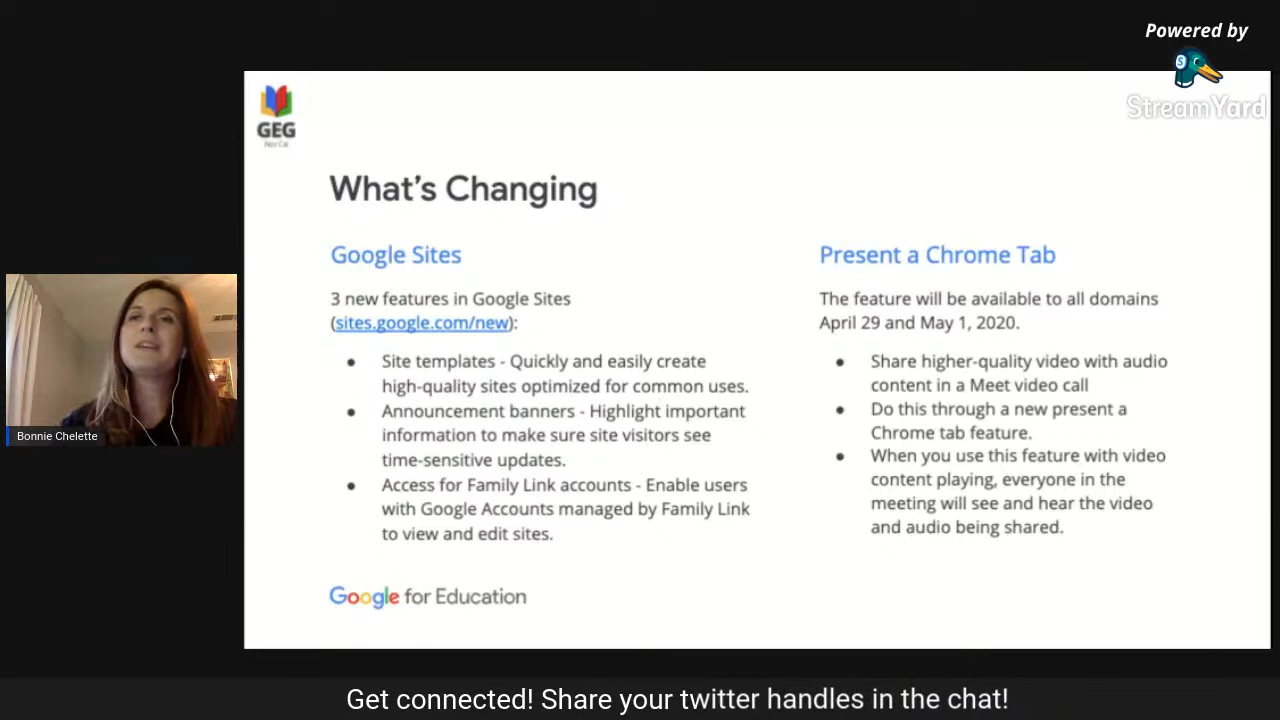 Powered by
StreamYard
GEG
What's Changing
Google Sites
3 new features in Google Sites
(sites.google.com/new):
● Site templates - Quickly and easily create
high-quality sites optimized for common uses.
● Announcement banners - Highlight important
information to make sure site visitors see
time-sensitive updates.
● Access for Family Link accounts - Enable users
with Google Accounts managed by Family Link
to view and edit sites.
Present a Chrome Tab
The feature will be available to all domains
April 29 and May 1, 2020.
● Share higher-quality video with audio
content in a Meet video call
● Do this through a new present a
Chrome tab feature.
● When you use this feature with video
content playing, everyone in the
meeting will see and hear the video
and audio being shared.
Google for Education
Bonnie Chelette
Get connected! Share your twitter handles in the chat!